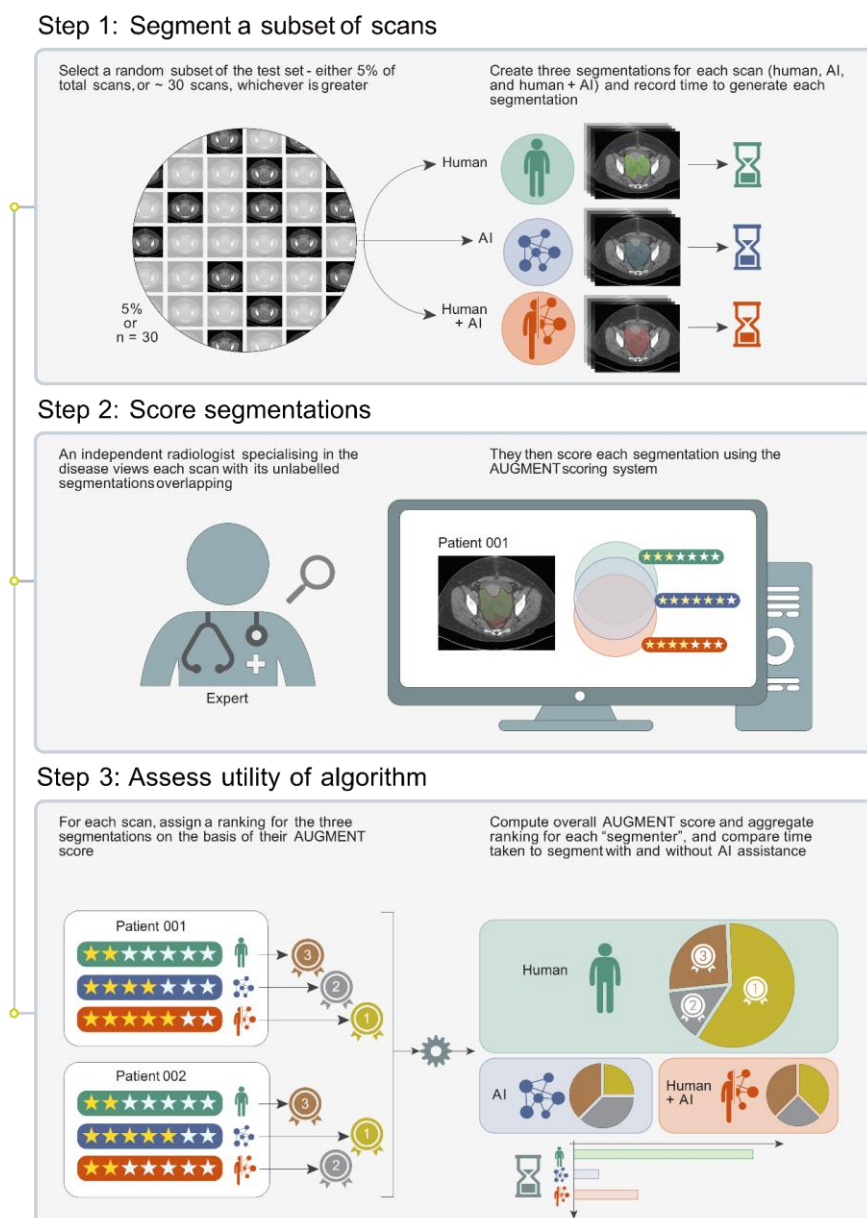 Step 1: Segment a subset of scans
Select a random subset of the test set - either 5% of
total scans, or ~ 30 scans, whichever is greater
Create three segmentations for each scan (human, AI,
and human + AI) and record time to generate each
segmentation
Human
AI
Human
+ AI
5%
or
n = 30
Step 2: Score segmentations
An independent radiologist specialising in the
disease views each scan with its unlabelled
segmentations overlapping
They then score each segmentation using the
AUGMENT scoring system
Patient 001
Expert
Step 3: Assess utility of algorithm
For each scan, assign a ranking for the three
segmentations on the basis of their AUGMENT
score
Compute overall AUGMENT score and aggregate
ranking for each “segmenter”, and compare time
taken to segment with and without AI assistance
Patient 001
3
2
1
Patient 002
3
1
2
Human
3
2
1
AI
Human
+ AI